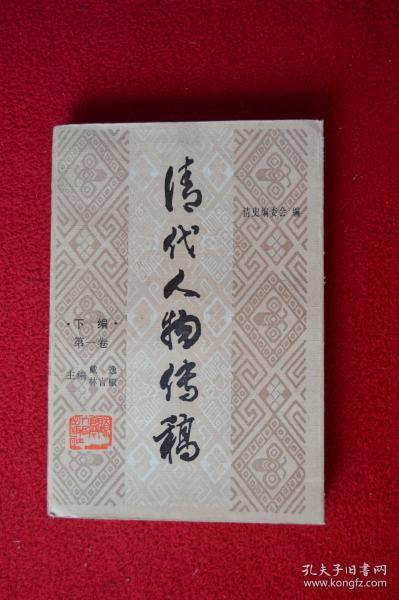 清代人物传稿
清史编委会 编
·下编·
第一卷
主编 戴逸
林言椒
孔夫子旧书网
www.kongfz.com